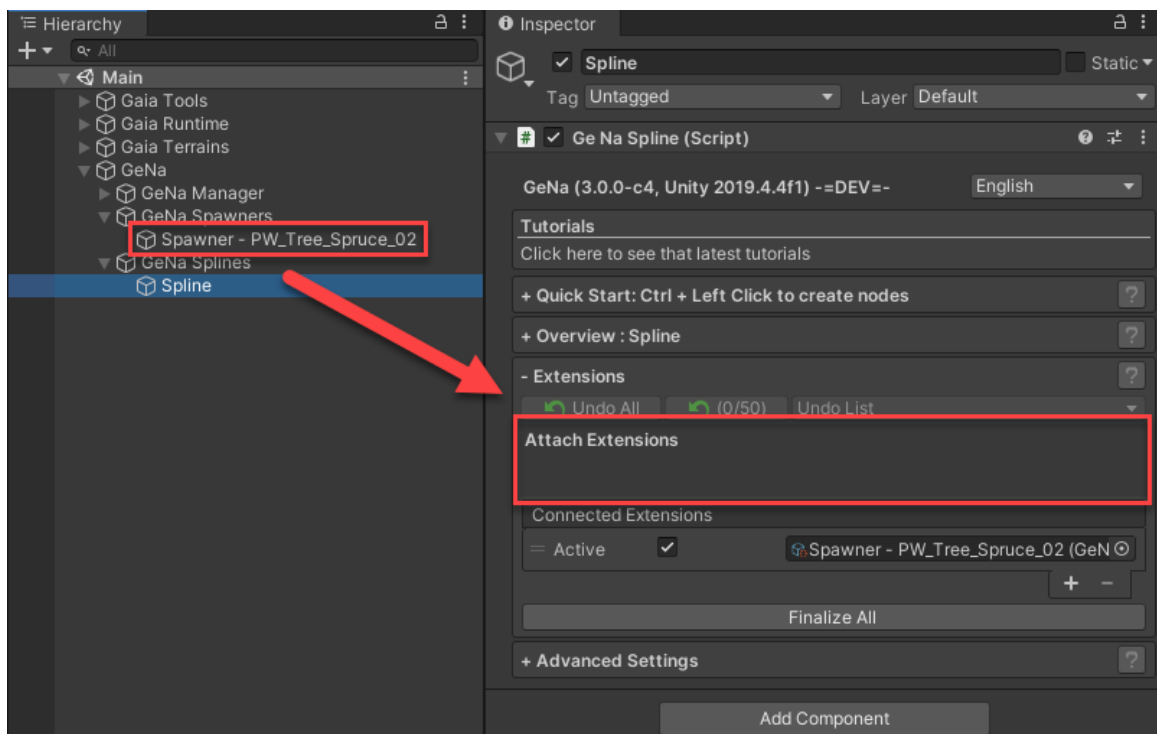 Hierarchy
All
Main
Gaia Tools
Gaia Runtime
Gaia Terrains
GeNa
GeNa Manager
GeNa Spawners
Spawner - PW_Tree_Spruce_02
GeNa Splines
Spline
Inspector
Spline
Static
Tag Untagged Layer Default
# Ge Na Spline (Script)
GeNa (3.0.0-c4, Unity 2019.4.4f1) -=DEV=- English
Tutorials
Click here to see that latest tutorials
+ Quick Start: Ctrl + Left Click to create nodes ?
+ Overview : Spline ?
- Extensions ?
Undo All (0/50) Undo List
Attach Extensions
Connected Extensions
= Active Spawner - PW_Tree_Spruce_02 (GeN
+ -
Finalize All
+ Advanced Settings ?
Add Component